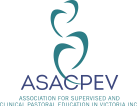 ASACPEV
ASSOCIATION FOR SUPERVISED AND
CLINICAL PASTORAL EDUCATION IN VICTORIA INC